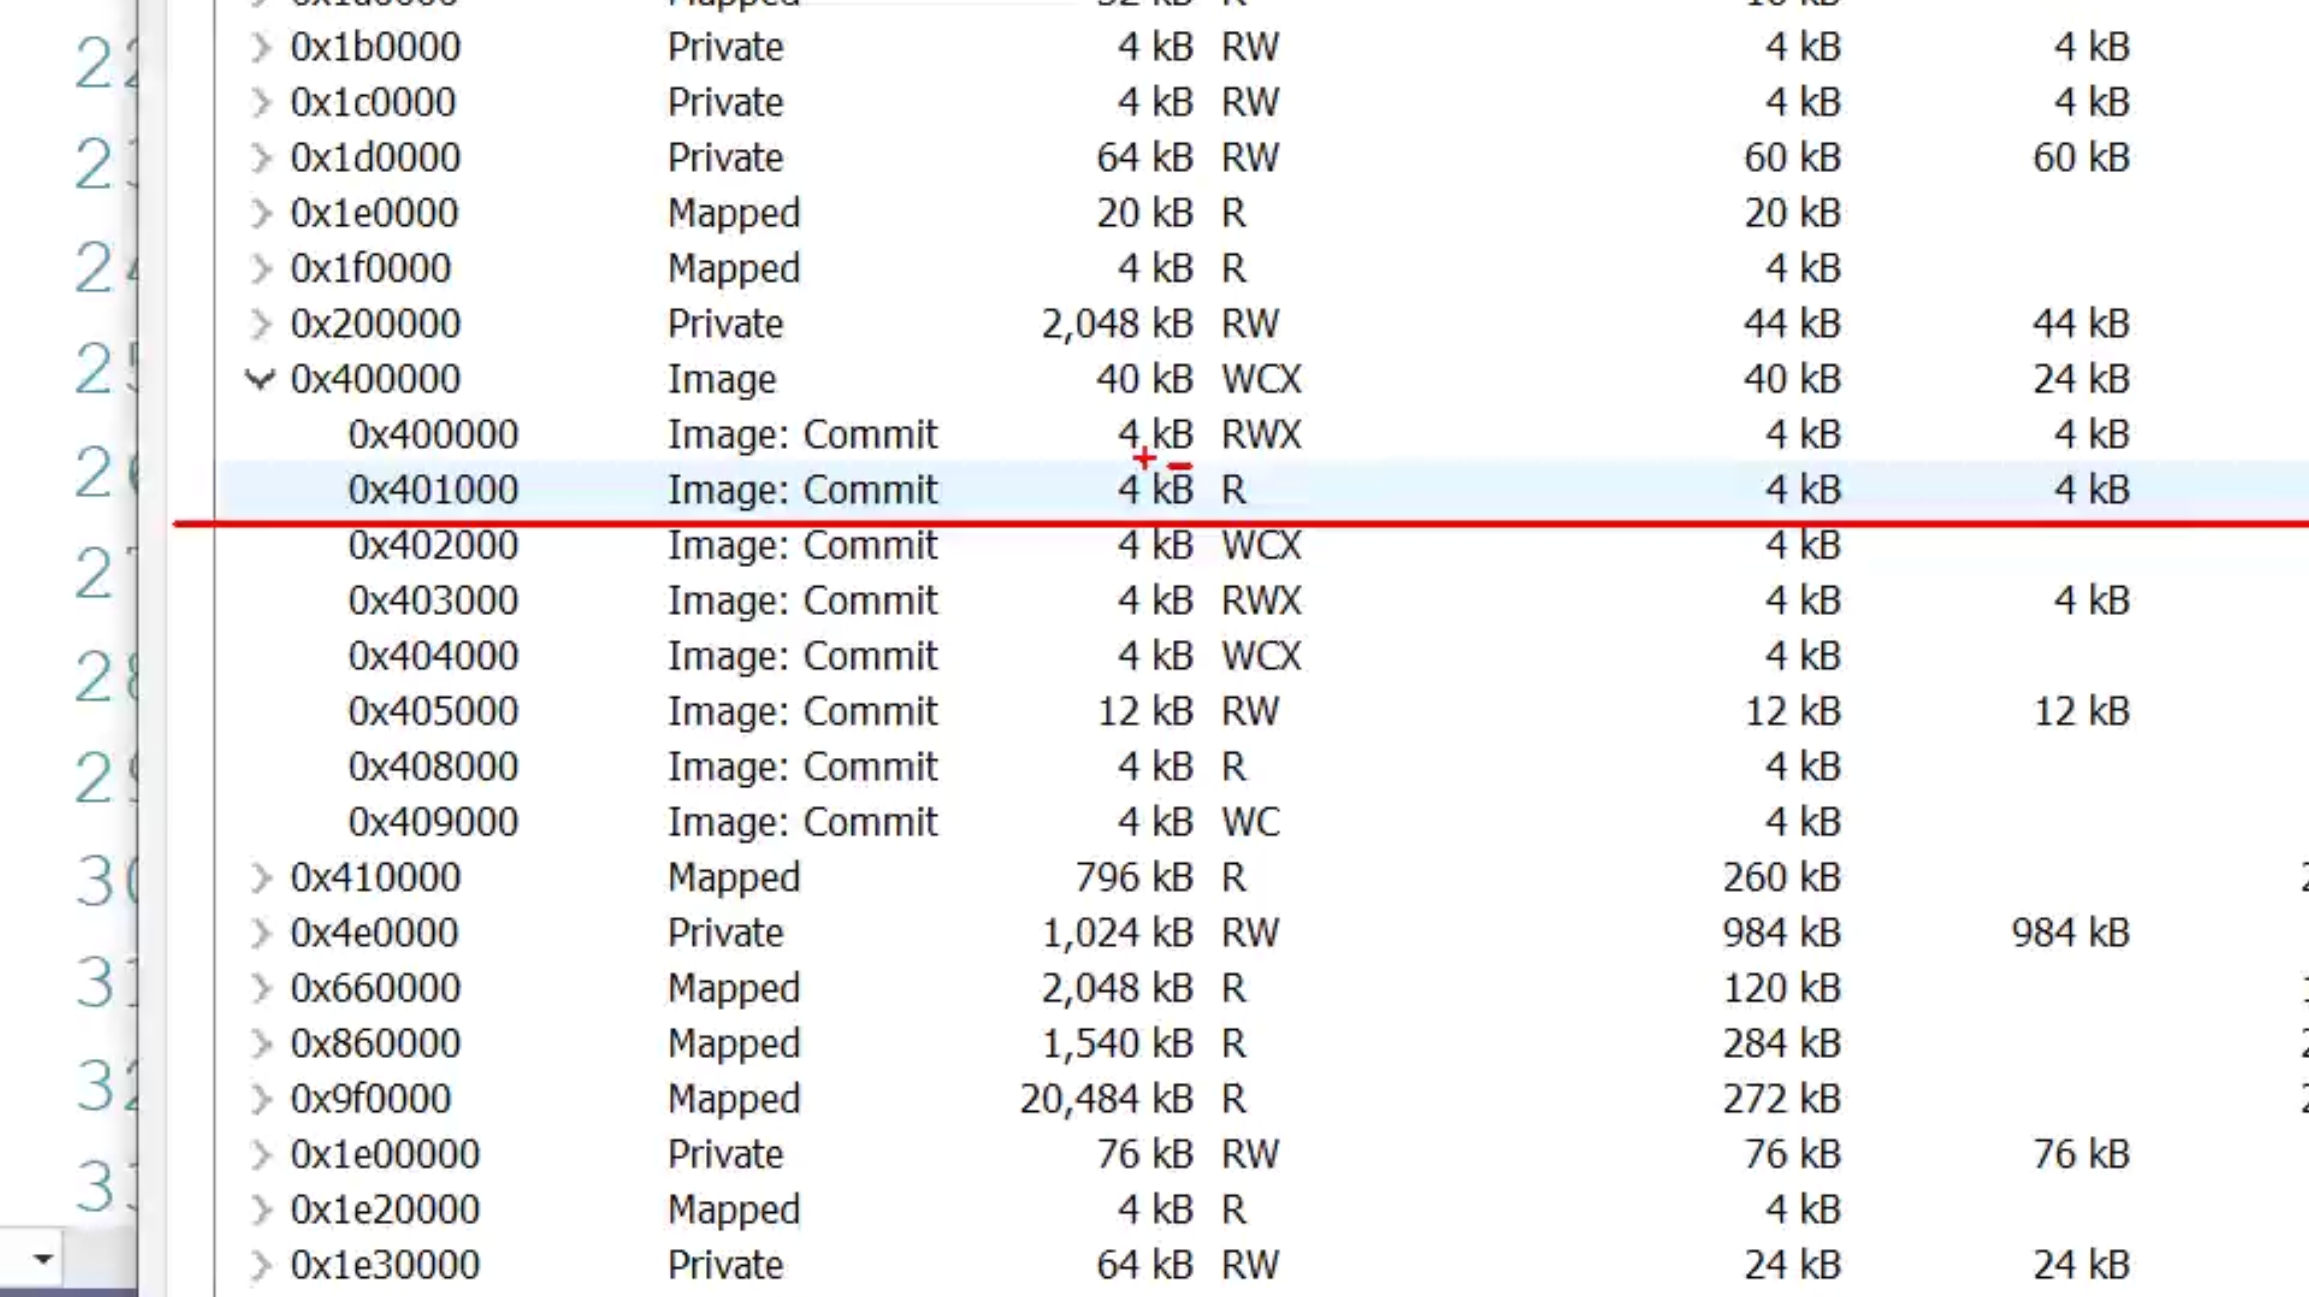 0x1b0000 Private 4 kB RW 4 kB 4 kB
0x1c0000 Private 4 kB RW 4 kB 4 kB
0x1d0000 Private 64 kB RW 60 kB 60 kB
0x1e0000 Mapped 20 kB R 20 kB
0x1f0000 Mapped 4 kB R 4 kB
0x200000 Private 2,048 kB RW 44 kB 44 kB
0x400000 Image 40 kB WCX 40 kB 24 kB
0x400000 Image: Commit 4 kB RWX 4 kB 4 kB
0x401000 Image: Commit 4 kB R 4 kB 4 kB
0x402000 Image: Commit 4 kB WCX 4 kB
0x403000 Image: Commit 4 kB RWX 4 kB 4 kB
0x404000 Image: Commit 4 kB WCX 4 kB
0x405000 Image: Commit 12 kB RW 12 kB 12 kB
0x408000 Image: Commit 4 kB R 4 kB
0x409000 Image: Commit 4 kB WC 4 kB
0x410000 Mapped 796 kB R 260 kB
0x4e0000 Private 1,024 kB RW 984 kB 984 kB
0x660000 Mapped 2,048 kB R 120 kB
0x860000 Mapped 1,540 kB R 284 kB
0x9f0000 Mapped 20,484 kB R 272 kB
0x1e00000 Private 76 kB RW 76 kB 76 kB
0x1e20000 Mapped 4 kB R 4 kB
0x1e30000 Private 64 kB RW 24 kB 24 kB